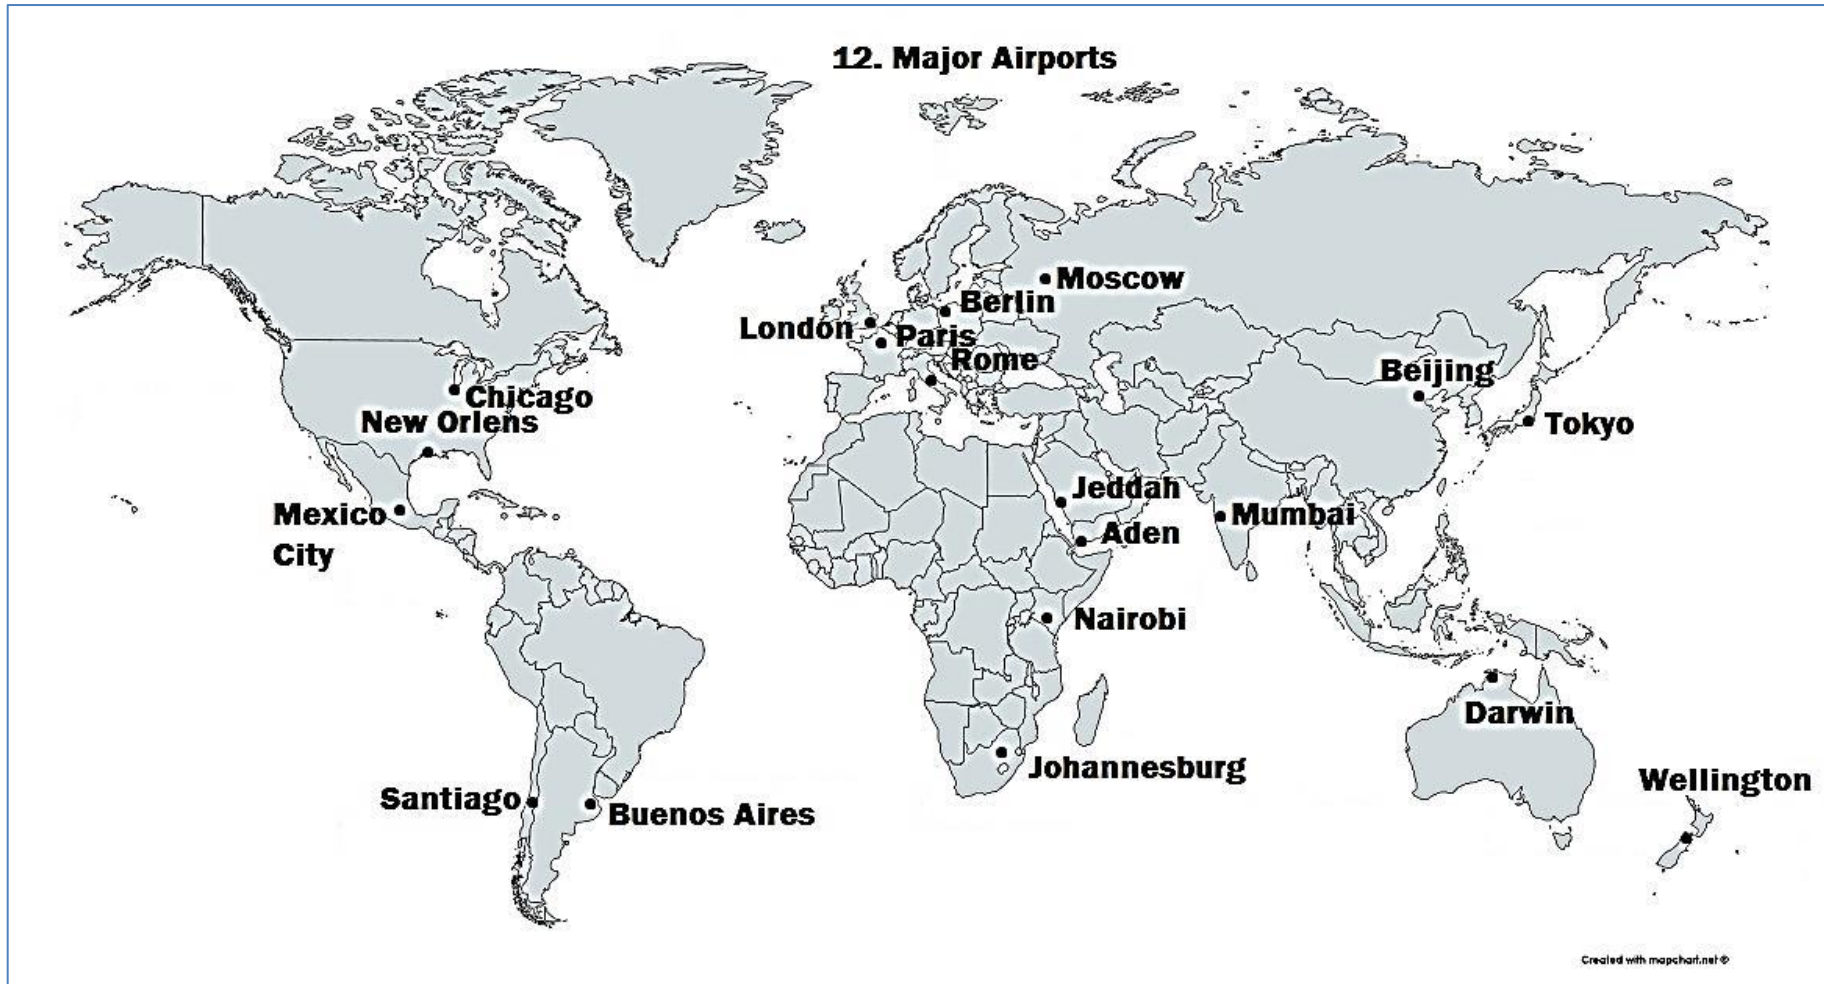 12. Major Airports
Moscow
Berlin
London
Paris
Rome
Beijing
Chicago
New Orlens
Tokyo
Jeddah
Mexico
City
Mumbai
Aden
Nairobi
Darwin
Johannesburg
Wellington
Santiago
Buenos Aires
Created with mapchart.net ©